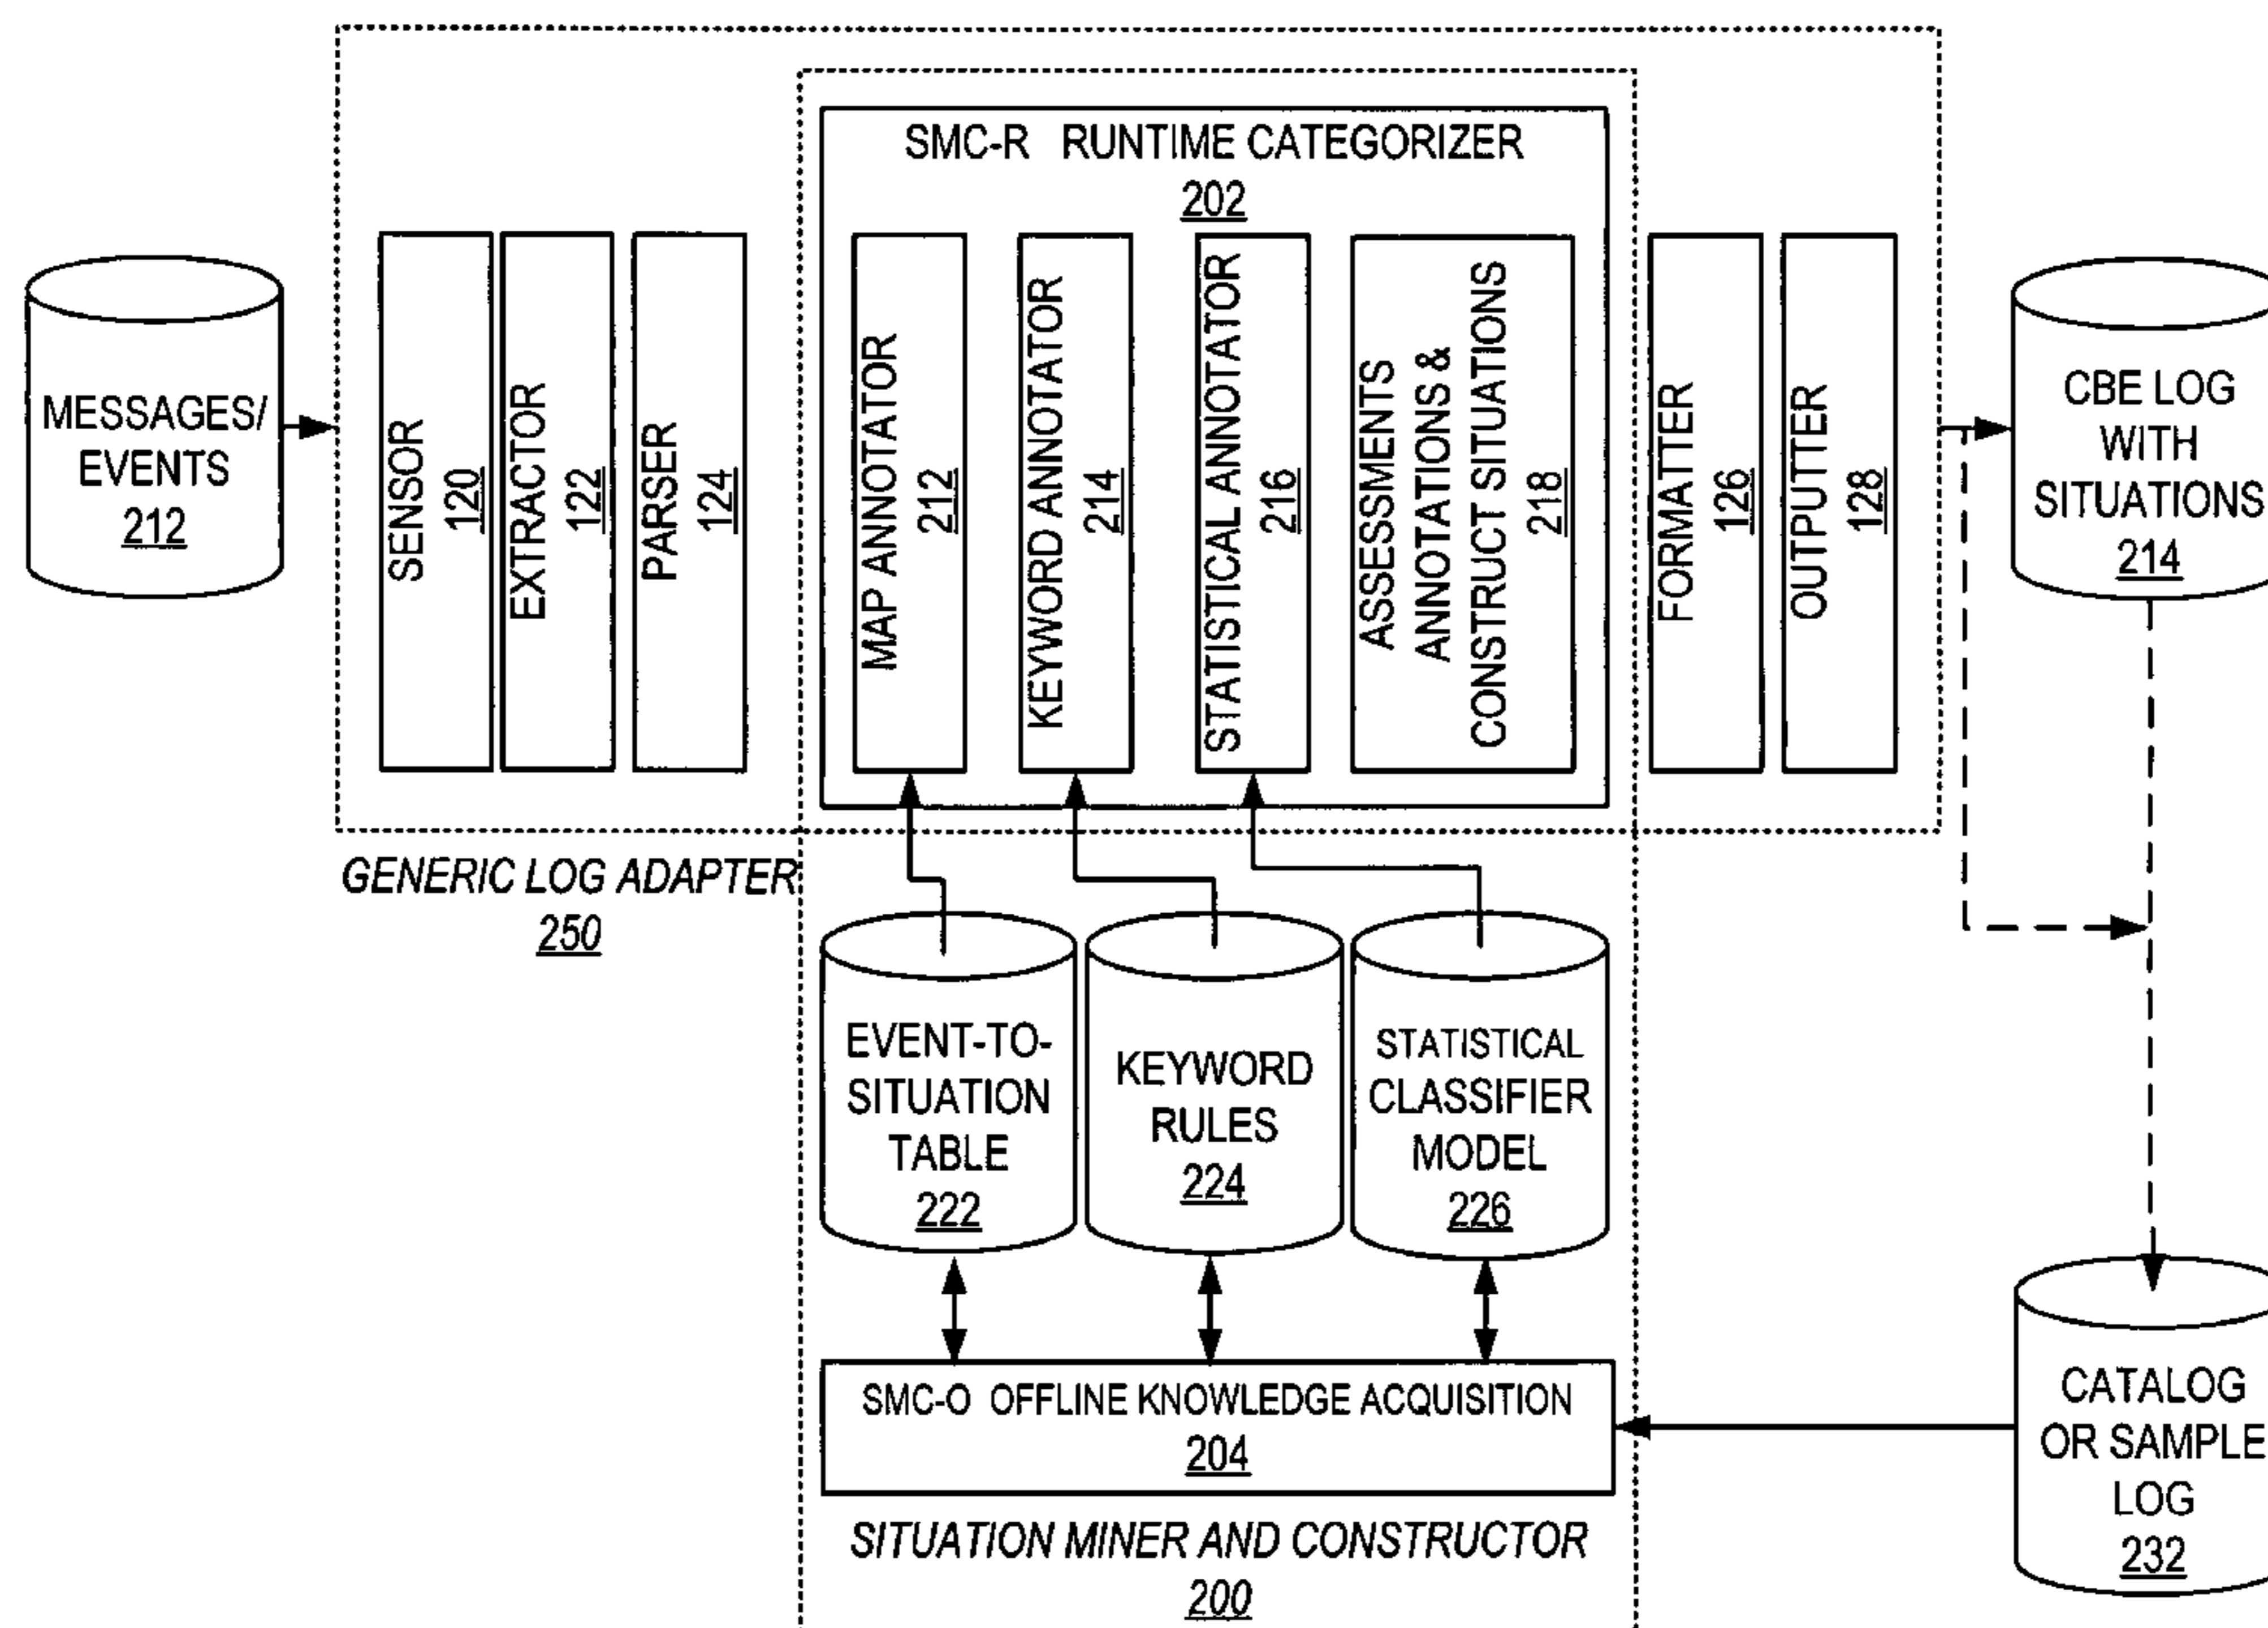 SMC-R RUNTIME CATEGORIZER
202
MESSAGES/
EVENTS
212
SENSOR
120
EXTRACTOR
122
PARSER
124
MAP ANNOTATOR
212
KEYWORD ANNOTATOR
214
STATISTICAL ANNOTATOR
216
ASSESSMENTS
ANNOTATIONS &
CONSTRUCT SITUATIONS
218
FORMATTER
126
OUTPUTTER
128
CBE LOG
WITH
SITUATIONS
214
GENERIC LOG ADAPTER
250
EVENT-TO-
SITUATION
TABLE
222
KEYWORD
RULES
224
STATISTICAL
CLASSIFIER
MODEL
226
SMC-O OFFLINE KNOWLEDGE ACQUISITION
204
CATALOG
OR SAMPLE
LOG
232
SITUATION MINER AND CONSTRUCTOR
200